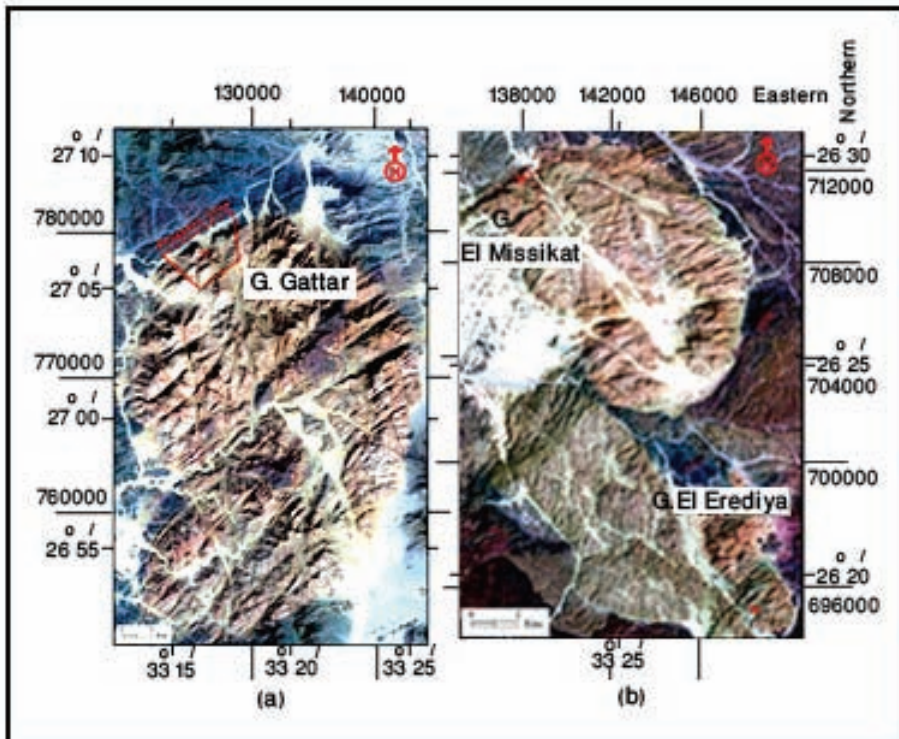 130000 140000
138000 142000 146000 Eastern
Northern
o /
27 10
780000
G. Gattar
27 05
770000
27 00
760000
o /
26 55
o / 33 15
o / 33 20
o / 33 25
(a)
o /
26 30
712000
G.
El Missikat
708000
o /
26 25
704000
700000
G.El Erediya
o /
26 20
696000
o /
33 25
(b)